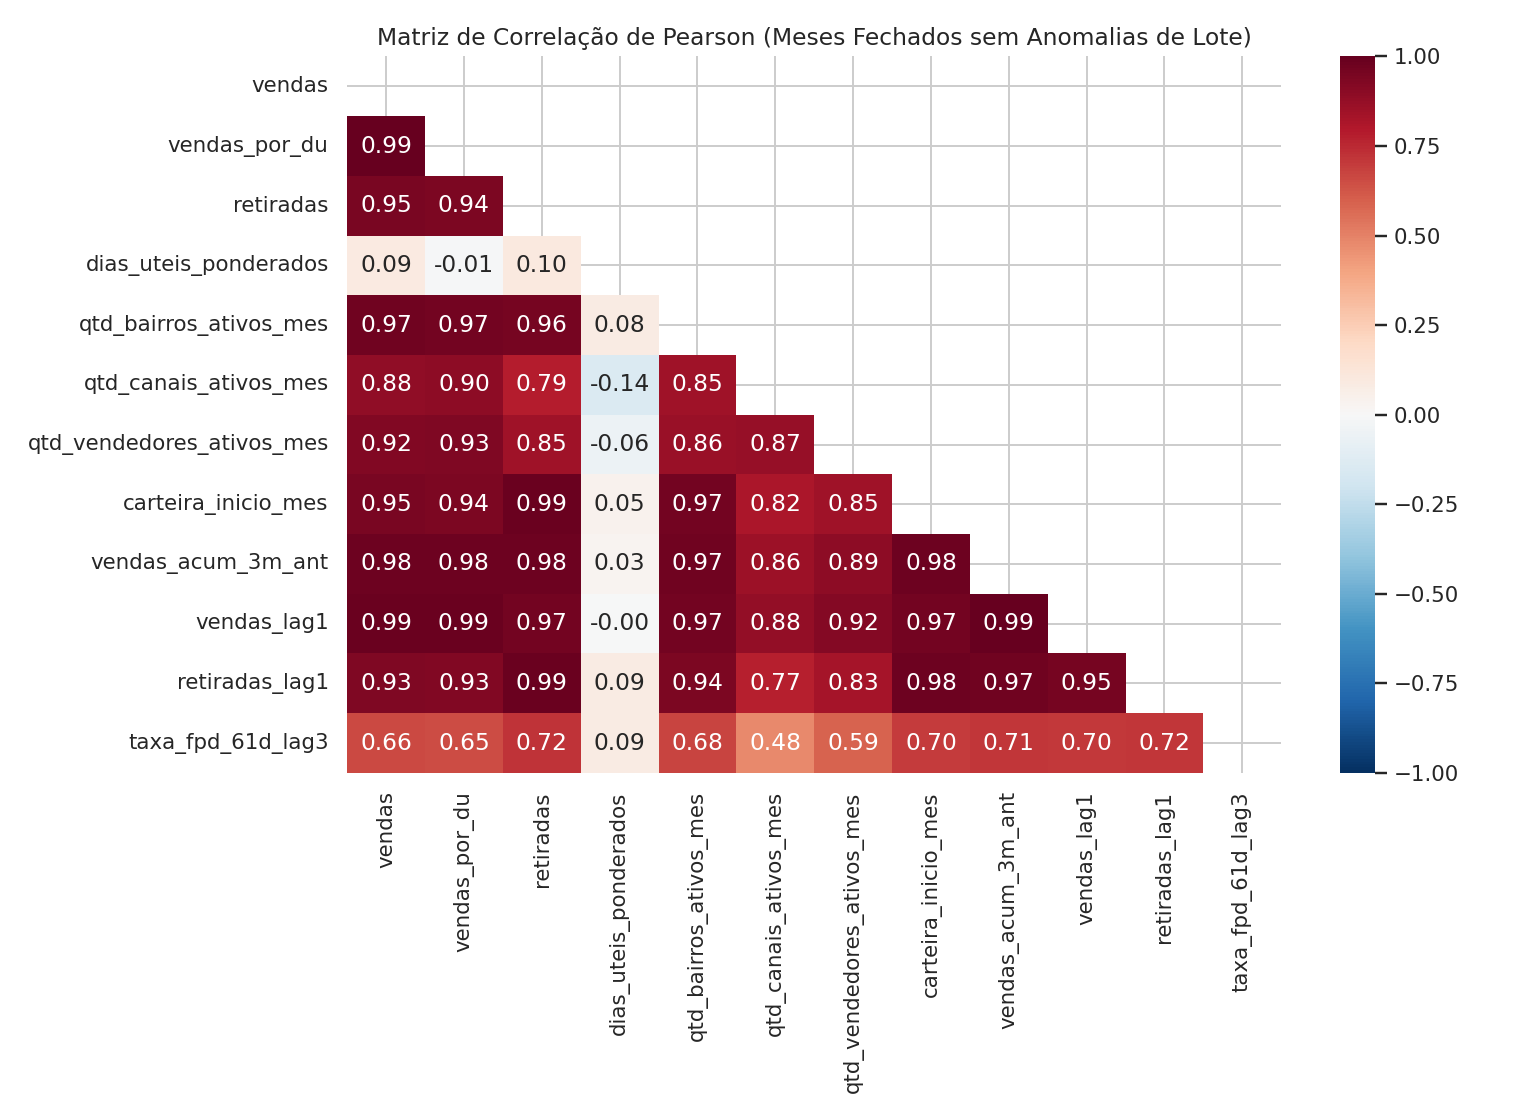 Matriz de Correlação de Pearson (Meses Fechados sem Anomalias de Lote)
vendas
vendas_por_du 0.99
retiradas 0.95 0.94
dias_uteis_ponderados 0.09 -0.01 0.10
qtd_bairros_ativos_mes 0.97 0.97 0.96 0.08
qtd_canais_ativos_mes 0.88 0.90 0.79 -0.14 0.85
qtd_vendedores_ativos_mes 0.92 0.93 0.85 -0.06 0.86 0.87
carteira_inicio_mes 0.95 0.94 0.99 0.05 0.97 0.82 0.85
vendas_acum_3m_ant 0.98 0.98 0.98 0.03 0.97 0.86 0.89 0.98
vendas_lag1 0.99 0.99 0.97 -0.00 0.97 0.88 0.92 0.97 0.99
retiradas_lag1 0.93 0.93 0.99 0.09 0.94 0.77 0.83 0.98 0.97 0.95
taxa_fpd_61d_lag3 0.66 0.65 0.72 0.09 0.68 0.48 0.59 0.70 0.71 0.70 0.72
vendas
vendas_por_du
retiradas
dias_uteis_ponderados
qtd_bairros_ativos_mes
qtd_canais_ativos_mes
qtd_vendedores_ativos_mes
carteira_inicio_mes
vendas_acum_3m_ant
vendas_lag1
retiradas_lag1
taxa_fpd_61d_lag3
1.00
0.75
0.50
0.25
0.00
−0.25
−0.50
−0.75
−1.00